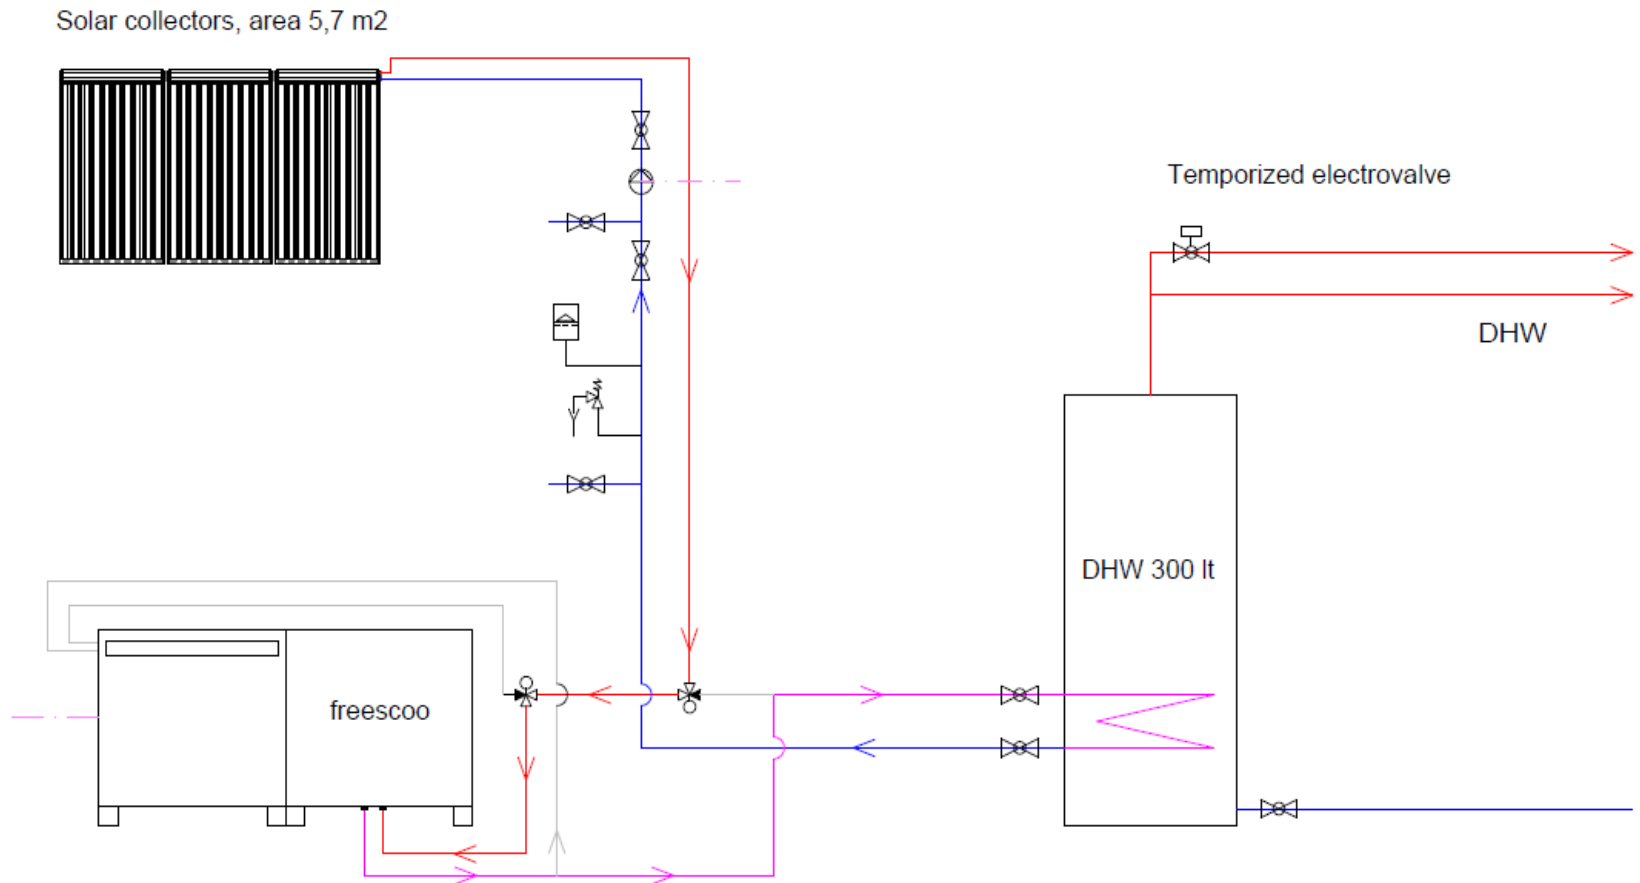 Solar collectors, area 5,7 m2
Temporized electrovalve
DHW
DHW 300 lt
freescoo